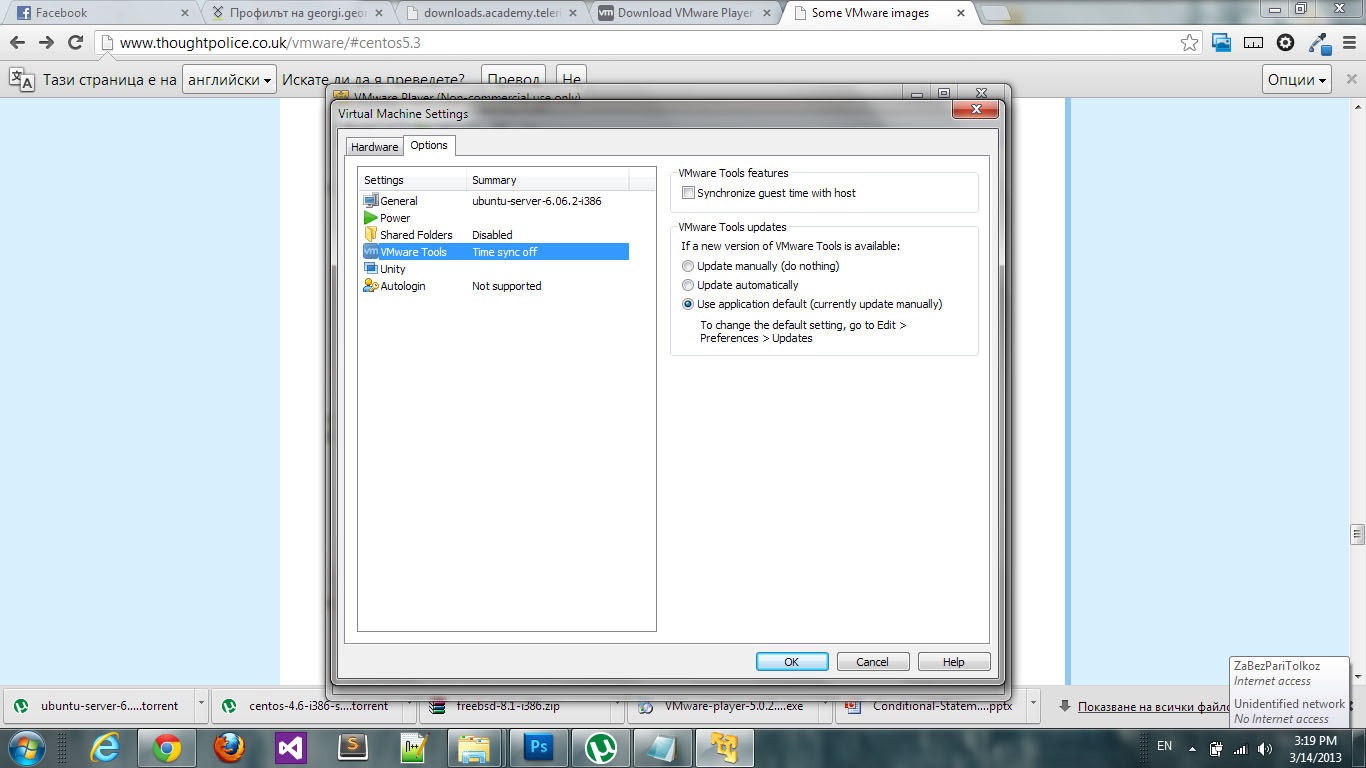 Facebook
Профилът на georgi.geor
downloads.academy.teleri
Download VMware Player
Some VMware images
www.thoughtpolice.co.uk/vmware/#centos5.3
Тази страница е на английски Искате ли да я преведете? Превод Не Опции
VMware Player (Non-commercial use only)
Virtual Machine Settings
Hardware Options
Settings Summary
General ubuntu-server-6.06.2-i386
Power
Shared Folders Disabled
VMware Tools Time sync off
Unity
Autologin Not supported
VMware Tools features
Synchronize guest time with host
VMware Tools updates
If a new version of VMware Tools is available:
Update manually (do nothing)
Update automatically
Use application default (currently update manually)
To change the default setting, go to Edit >
Preferences > Updates
OK Cancel Help
ZaBezPariTolkoz
Internet access
Unidentified network
No Internet access
ubuntu-server-6.....torrent
centos-4.6-i386-s....torrent
freebsd-8.1-i386.zip
VMware-player-5.0.2....exe
Conditional-Statem....pptx
Показване на всички файло
Ps
EN
3:19 PM
3/14/2013